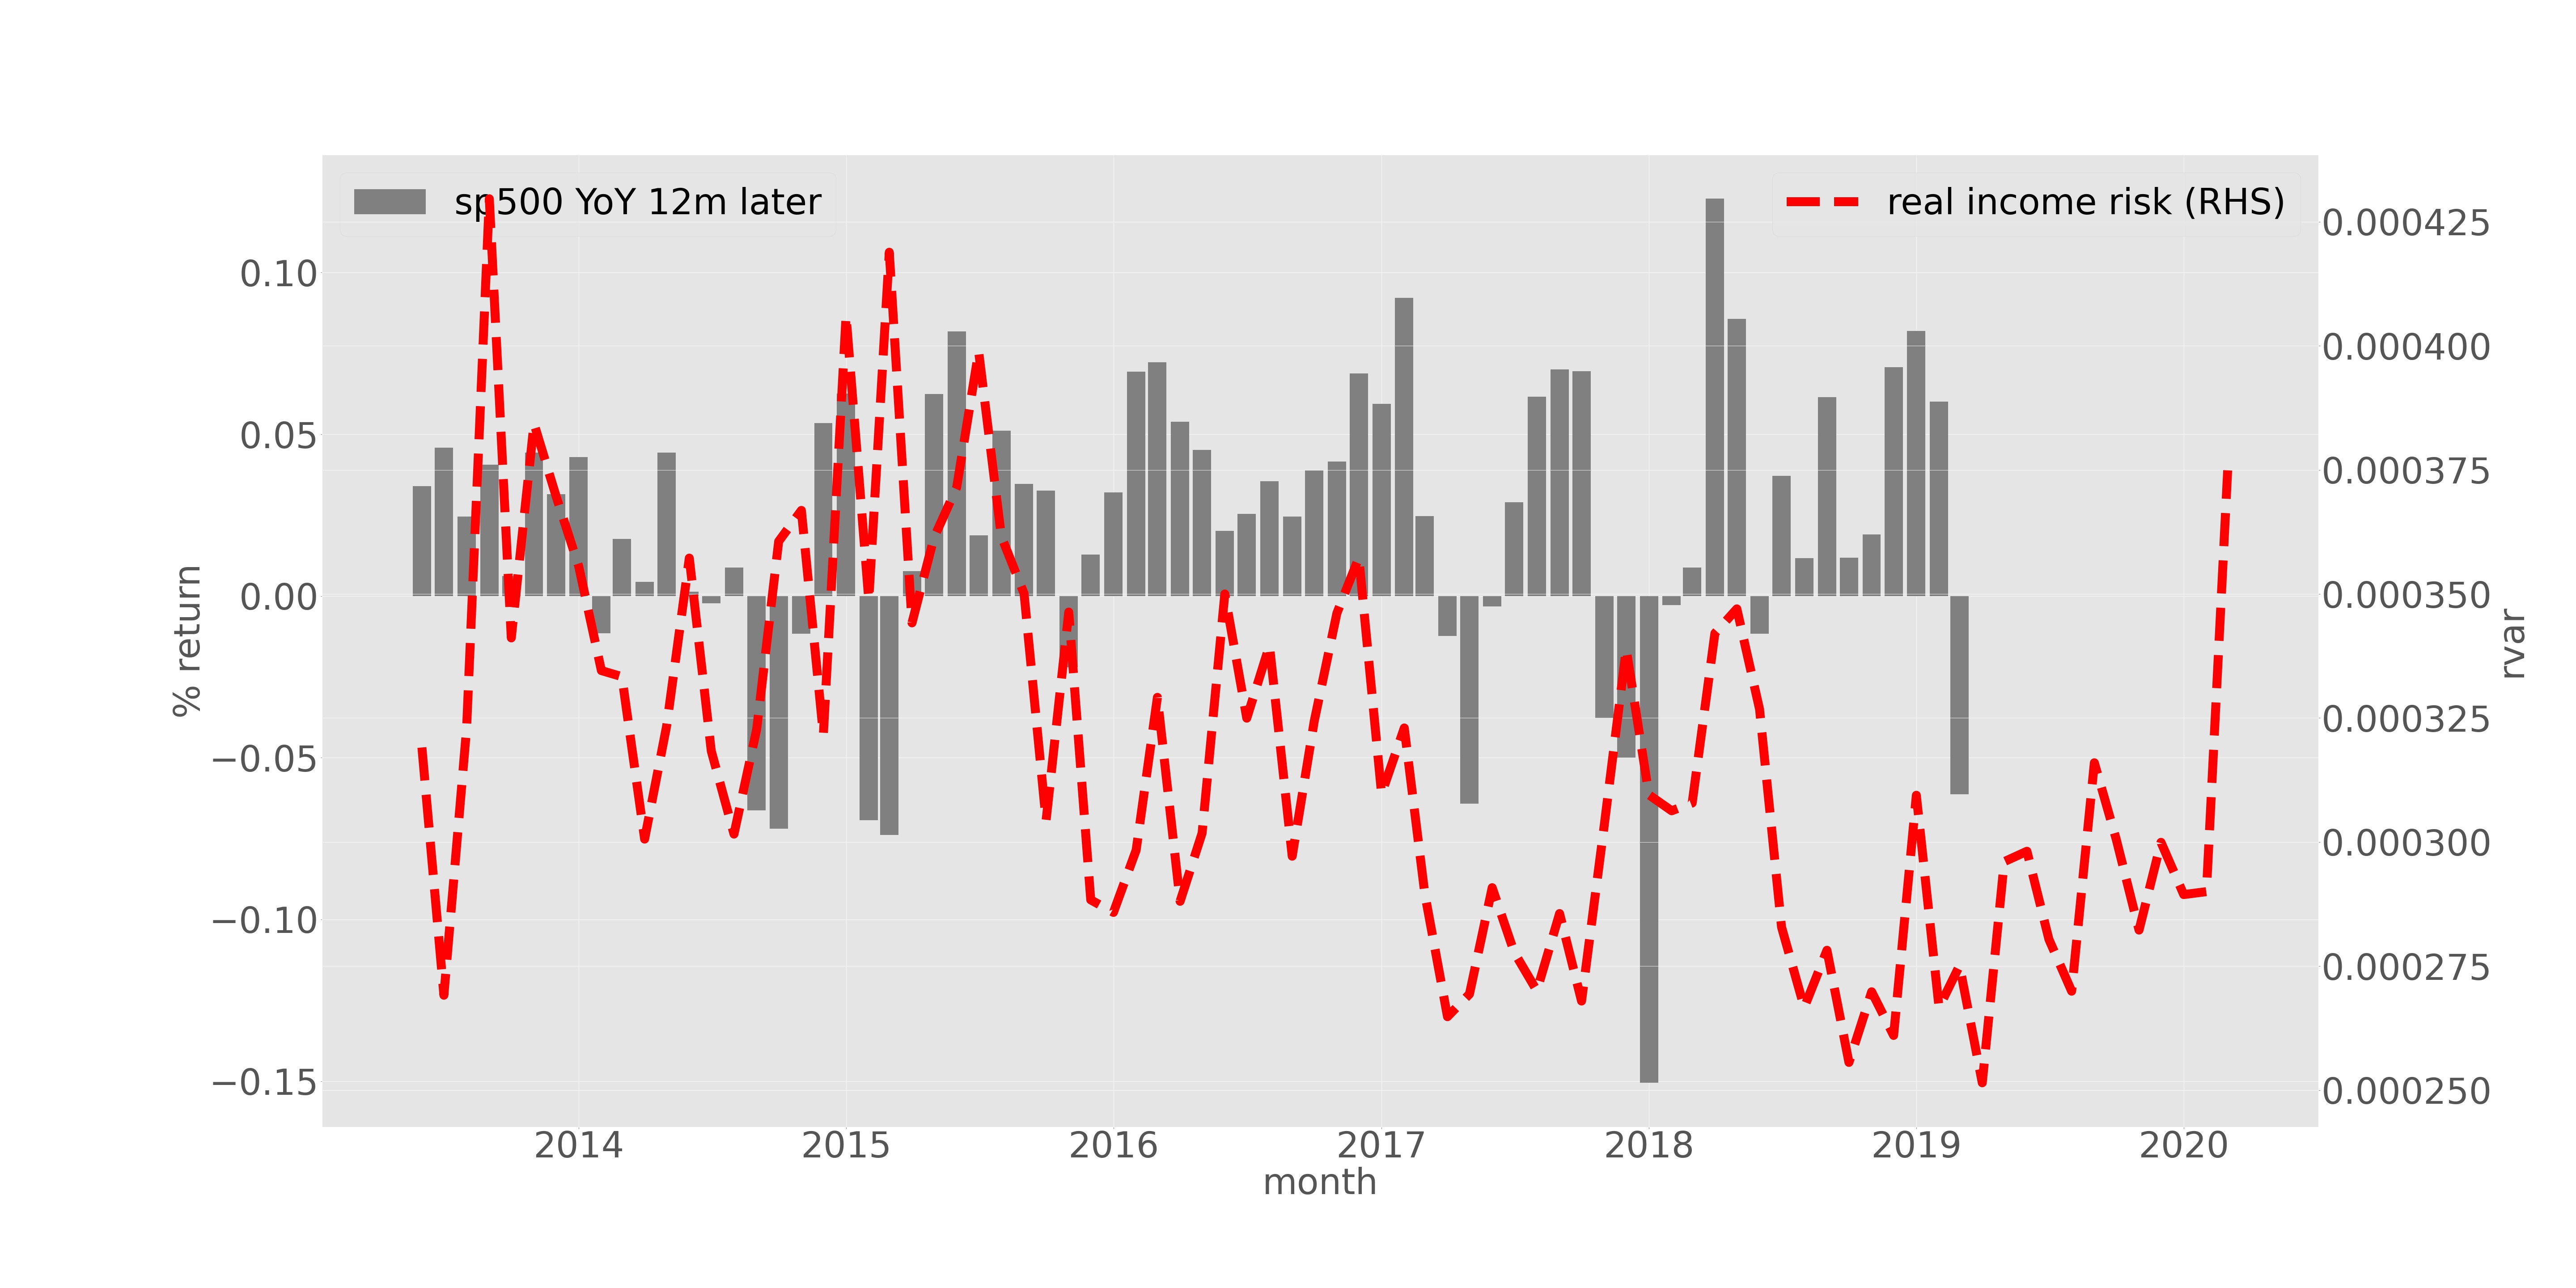 sp500 YoY 12m later
real income risk (RHS)
0.10
0.05
0.00
−0.05
−0.10
−0.15
% return
0.000425
0.000400
0.000375
0.000350
0.000325
0.000300
0.000275
0.000250
rvar
2014 2015 2016 2017 2018 2019 2020
month